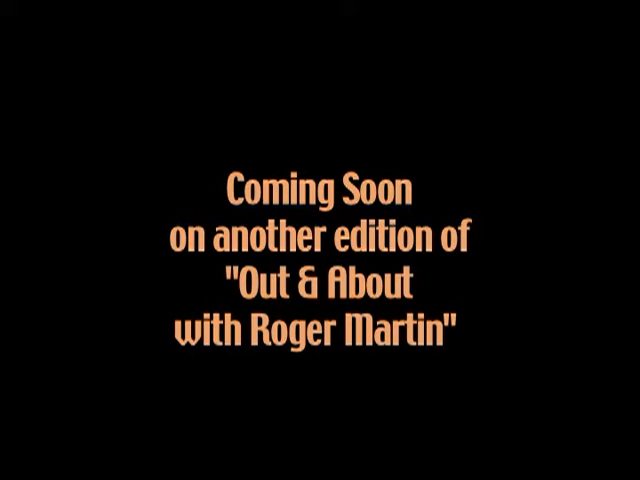 Coming Soon
on another edition of
"Out & About
with Roger Martin"